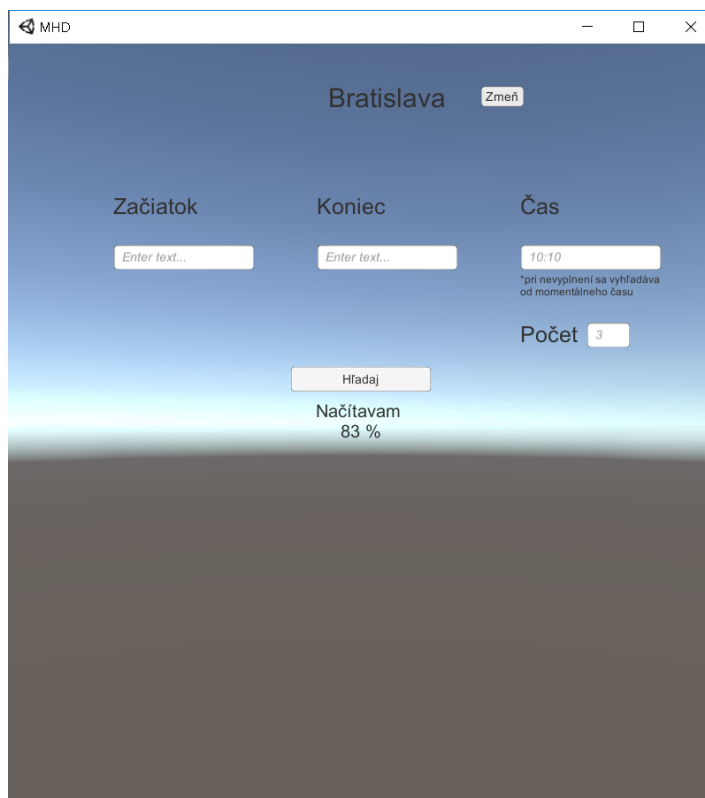 MHD
Bratislava
Zmeň
Začiatok
Koniec
Čas
Enter text...
Enter text...
10:10
*pri nevyplnení sa vyhľadáva
od momentálneho času
Počet
3
Hľadaj
Načítavam
83 %